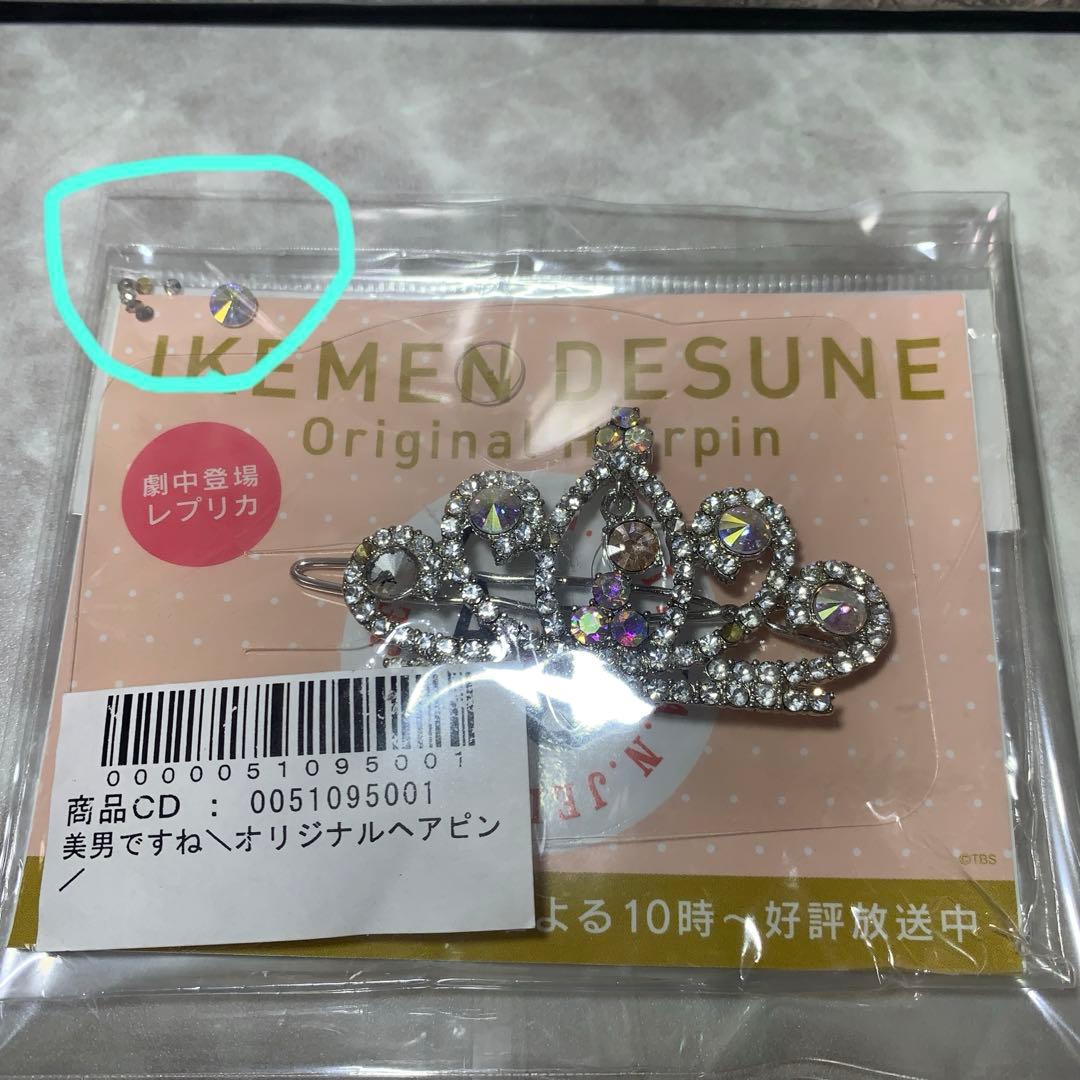 IKEMEN DESUNE
Original Hairpin
劇中登場
レプリカ
A.N.JE
0000051095001
商品CD : 0051095001
美男ですね＼オリジナルヘアピン
／
©TBS
よる10時～好評放送中